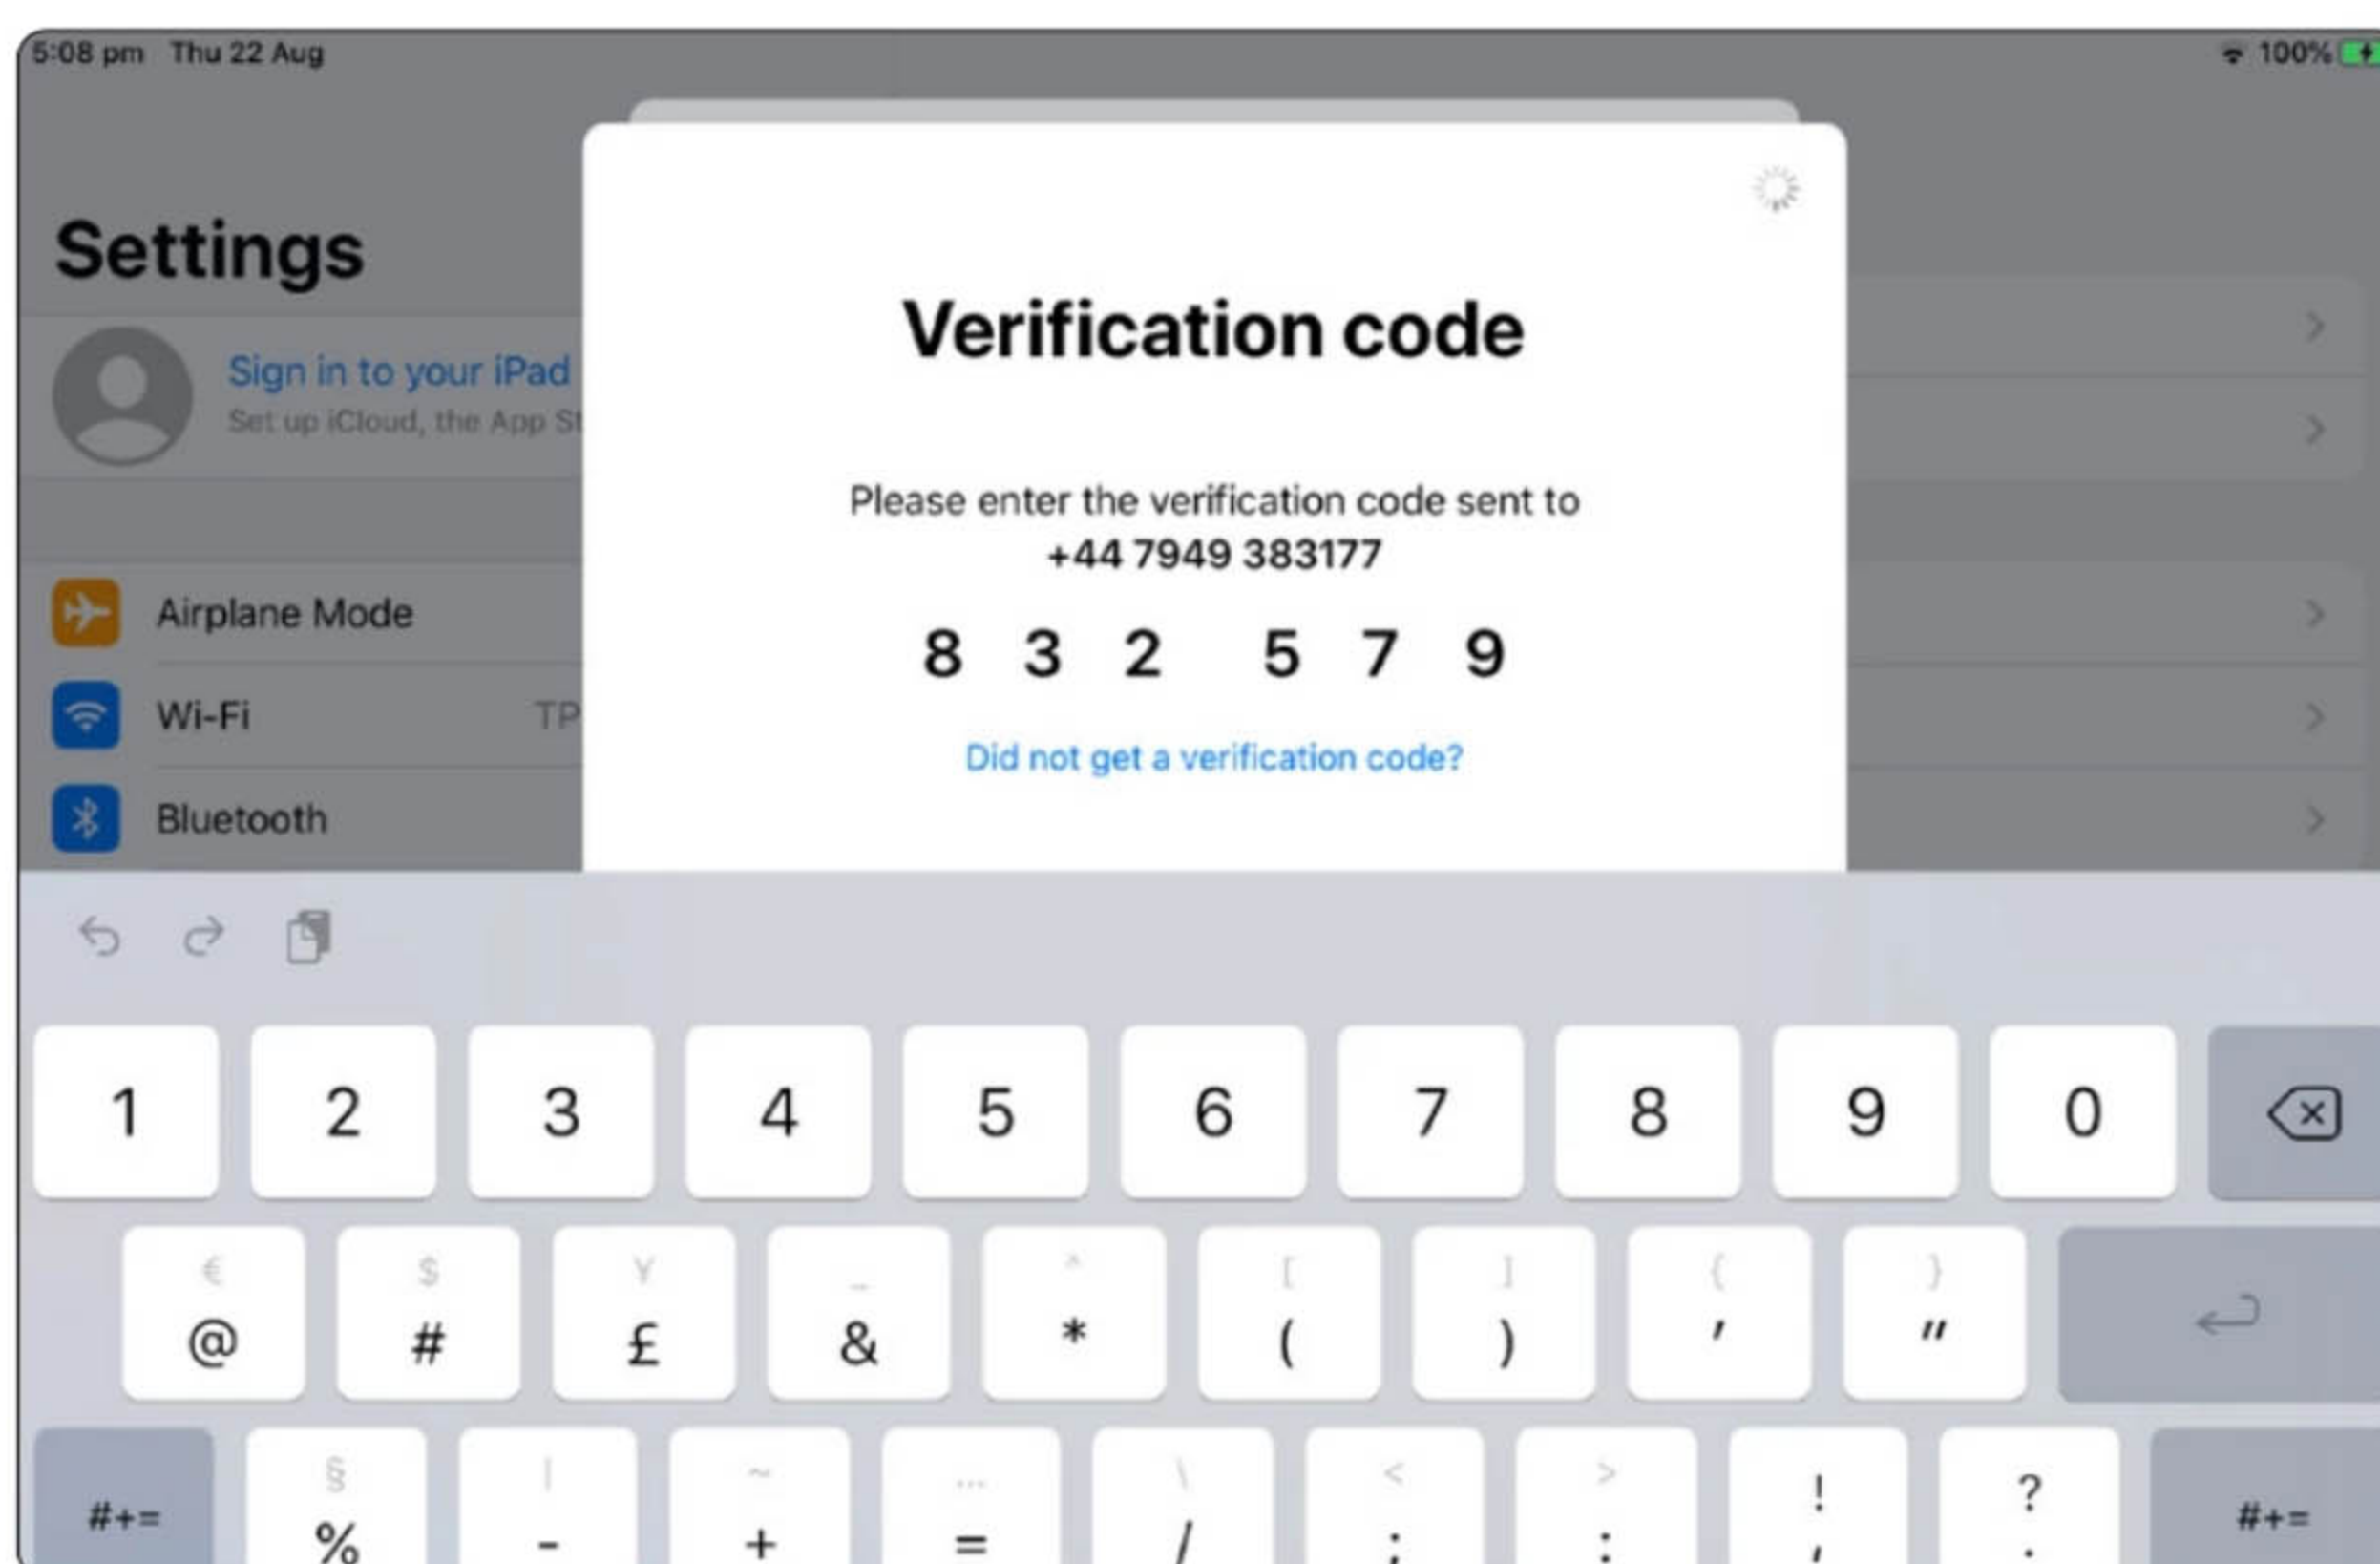 5:08 pm Thu 22 Aug
100%
Settings
Sign in to your iPad
Set up iCloud, the App St
Airplane Mode
Wi-Fi TP
Bluetooth
Verification code
Please enter the verification code sent to
+44 7949 383177
8 3 2 5 7 9
Did not get a verification code?
1 2 3 4 5 6 7 8 9 0
€ $ ¥ _ ^ [ ] { }
@ # £ & * ( ) ' "
§ | ~ … \ < > ! ?
#+= % - + = / ; : , . #+=